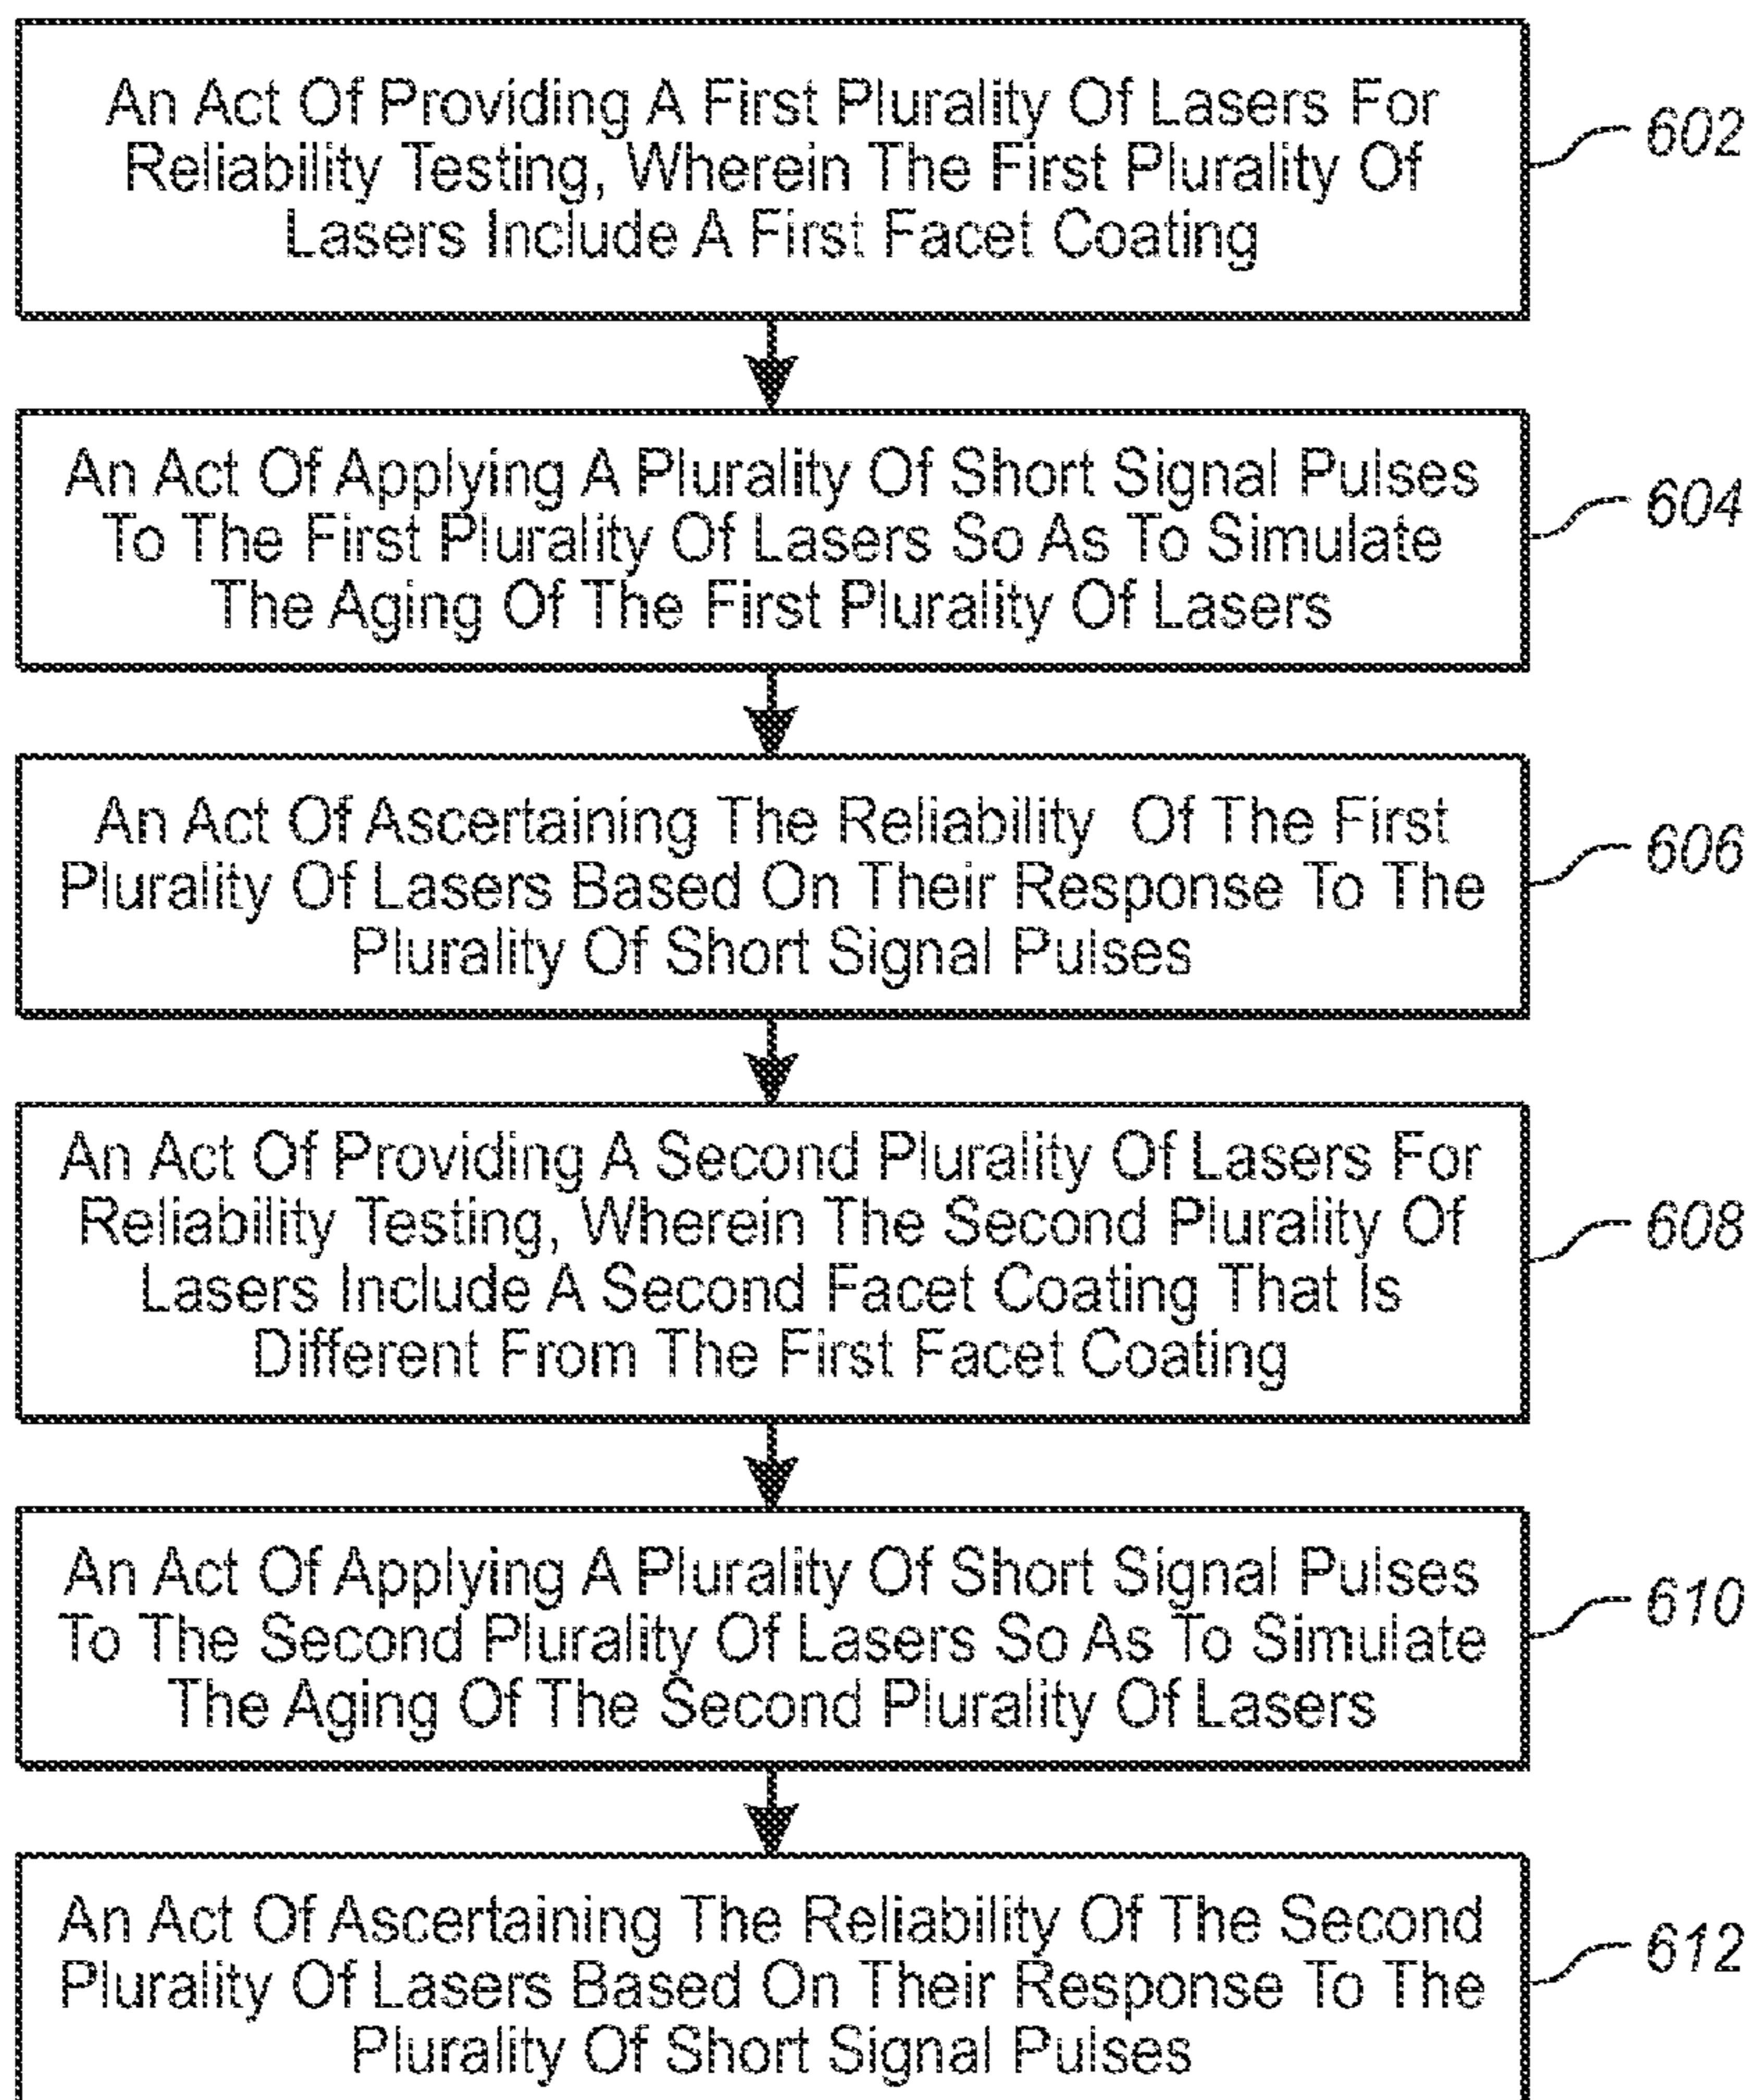 An Act Of Providing A First Plurality Of Lasers For
Reliability Testing, Wherein The First Plurality Of
Lasers Include A First Facet Coating
602
An Act Of Applying A Plurality Of Short Signal Pulses
To The First Plurality Of Lasers So As To Simulate
The Aging Of The First Plurality Of Lasers
604
An Act Of Ascertaining The Reliability Of The First
Plurality Of Lasers Based On Their Response To The
Plurality Of Short Signal Pulses
606
An Act Of Providing A Second Plurality Of Lasers For
Reliability Testing, Wherein The Second Plurality Of
Lasers Include A Second Facet Coating That Is
Different From The First Facet Coating
608
An Act Of Applying A Plurality Of Short Signal Pulses
To The Second Plurality Of Lasers So As To Simulate
The Aging Of The Second Plurality Of Lasers
610
An Act Of Ascertaining The Reliability Of The Second
Plurality Of Lasers Based On Their Response To The
Plurality Of Short Signal Pulses
612